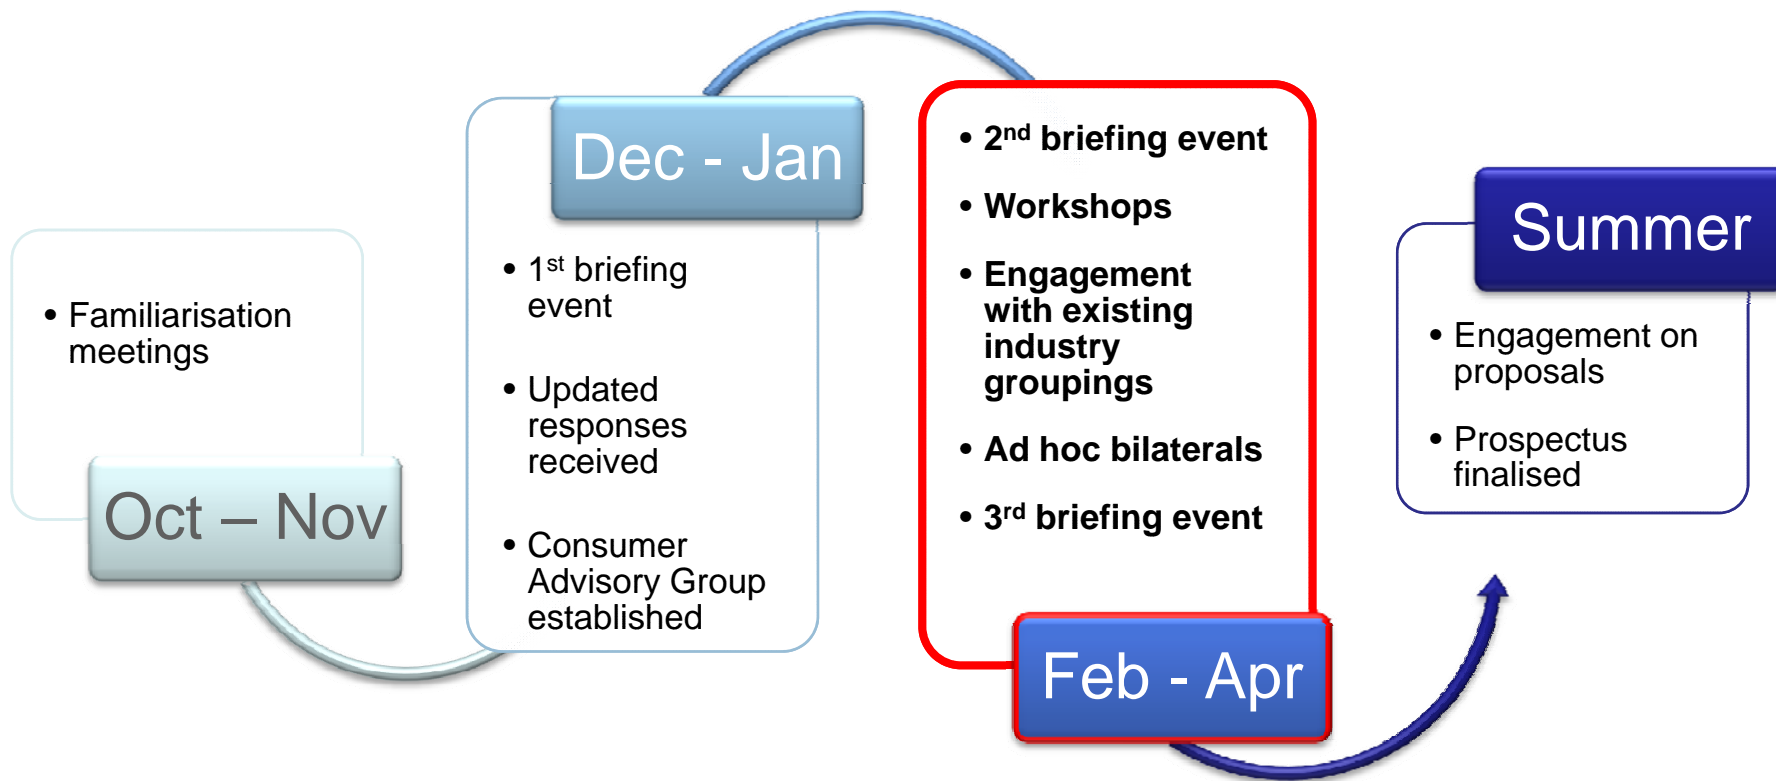 • Familiarisation
meetings
Oct – Nov
Dec - Jan
• 1st briefing
event
• Updated
responses
received
• Consumer
Advisory Group
established
• 2nd briefing event
• Workshops
• Engagement
with existing
industry
groupings
• Ad hoc bilaterals
• 3rd briefing event
Feb - Apr
Summer
• Engagement on
proposals
• Prospectus
finalised